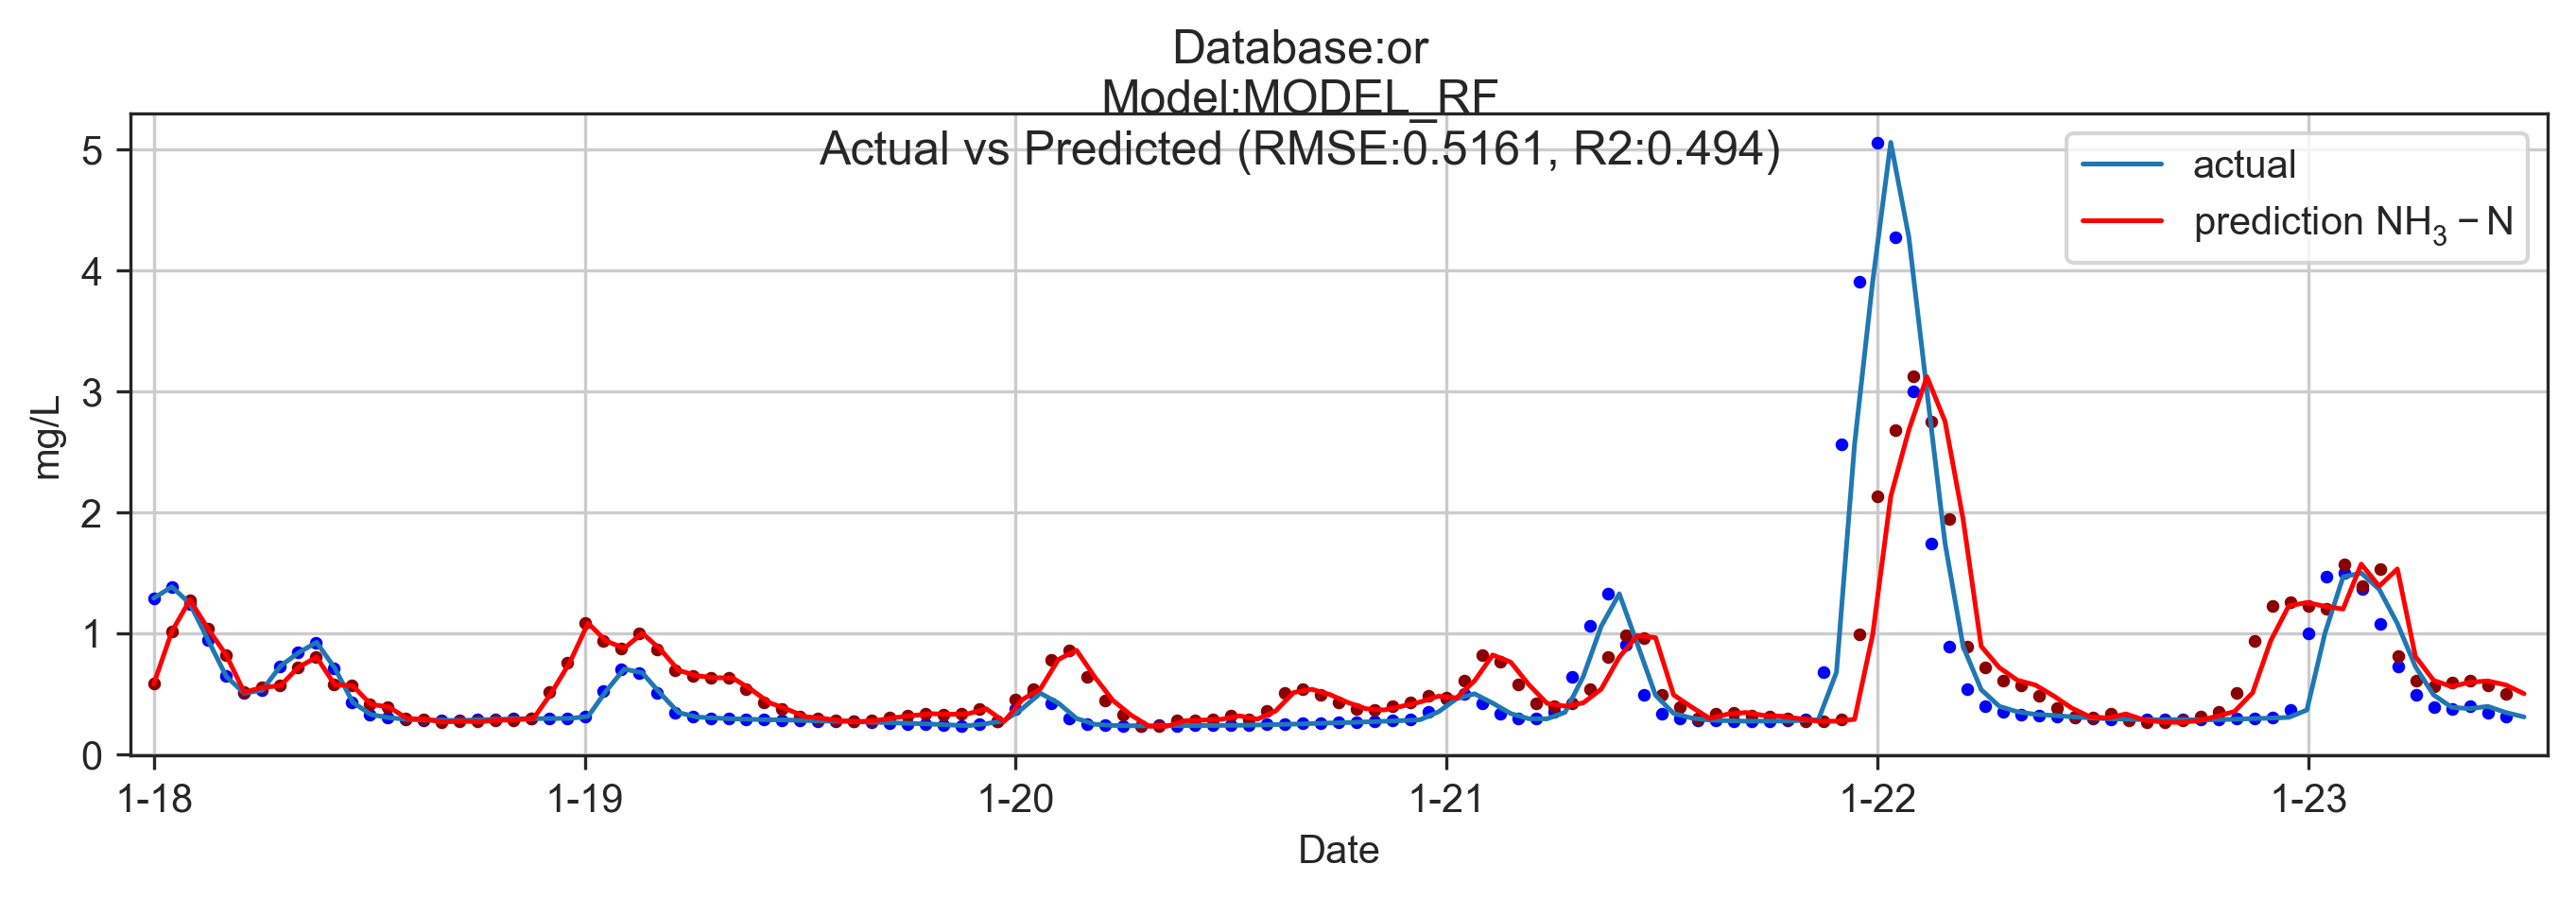 Database:or
Model:MODEL_RF
Actual vs Predicted (RMSE:0.5161, R2:0.494)
actual
prediction NH₃ − N
5
4
3
2
1
0
mg/L
1-18 1-19 1-20 1-21 1-22 1-23
Date